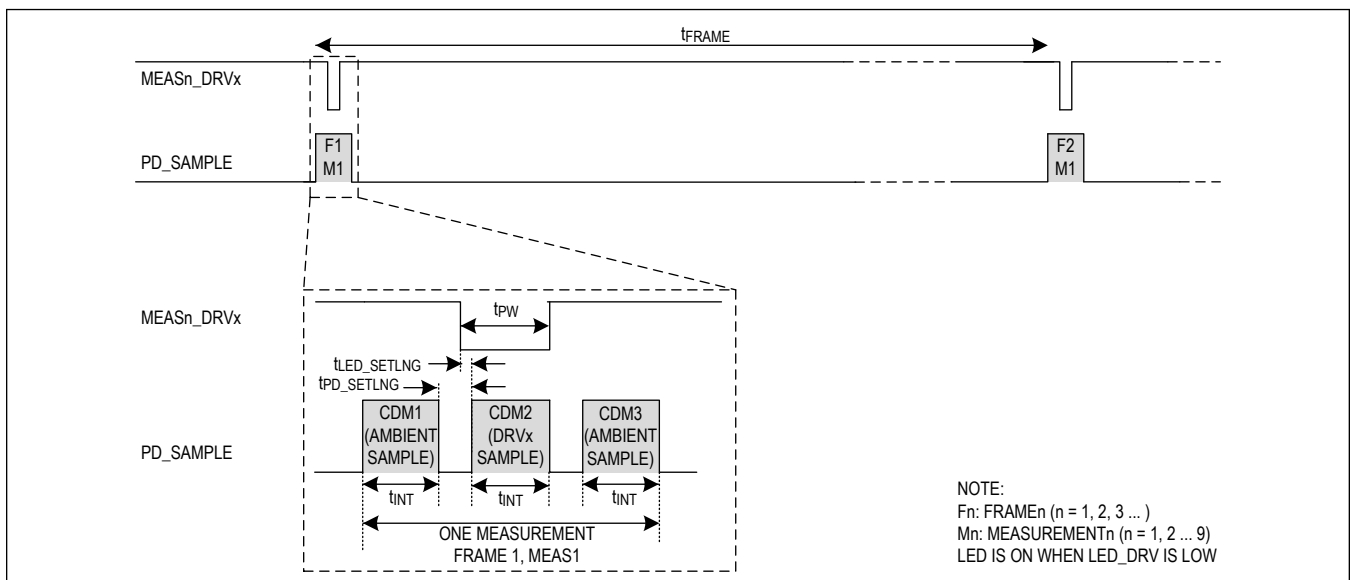 tFRAME
MEASn_DRVx
PD_SAMPLE
F1
M1
F2
M1
MEASn_DRVx
tPW
tLED_SETLNG
tPD_SETLNG
PD_SAMPLE
CDM1
(AMBIENT
SAMPLE)
CDM2
(DRVx
SAMPLE)
CDM3
(AMBIENT
SAMPLE)
tINT
tINT
tINT
ONE MEASUREMENT
FRAME 1, MEAS1
NOTE:
Fn: FRAMEn (n = 1, 2, 3 ... )
Mn: MEASUREMENTn (n = 1, 2 ... 9)
LED IS ON WHEN LED_DRV IS LOW